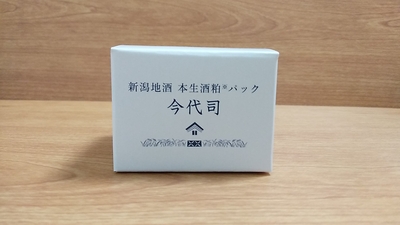 新潟地酒 本生酒粕®パック
今代司